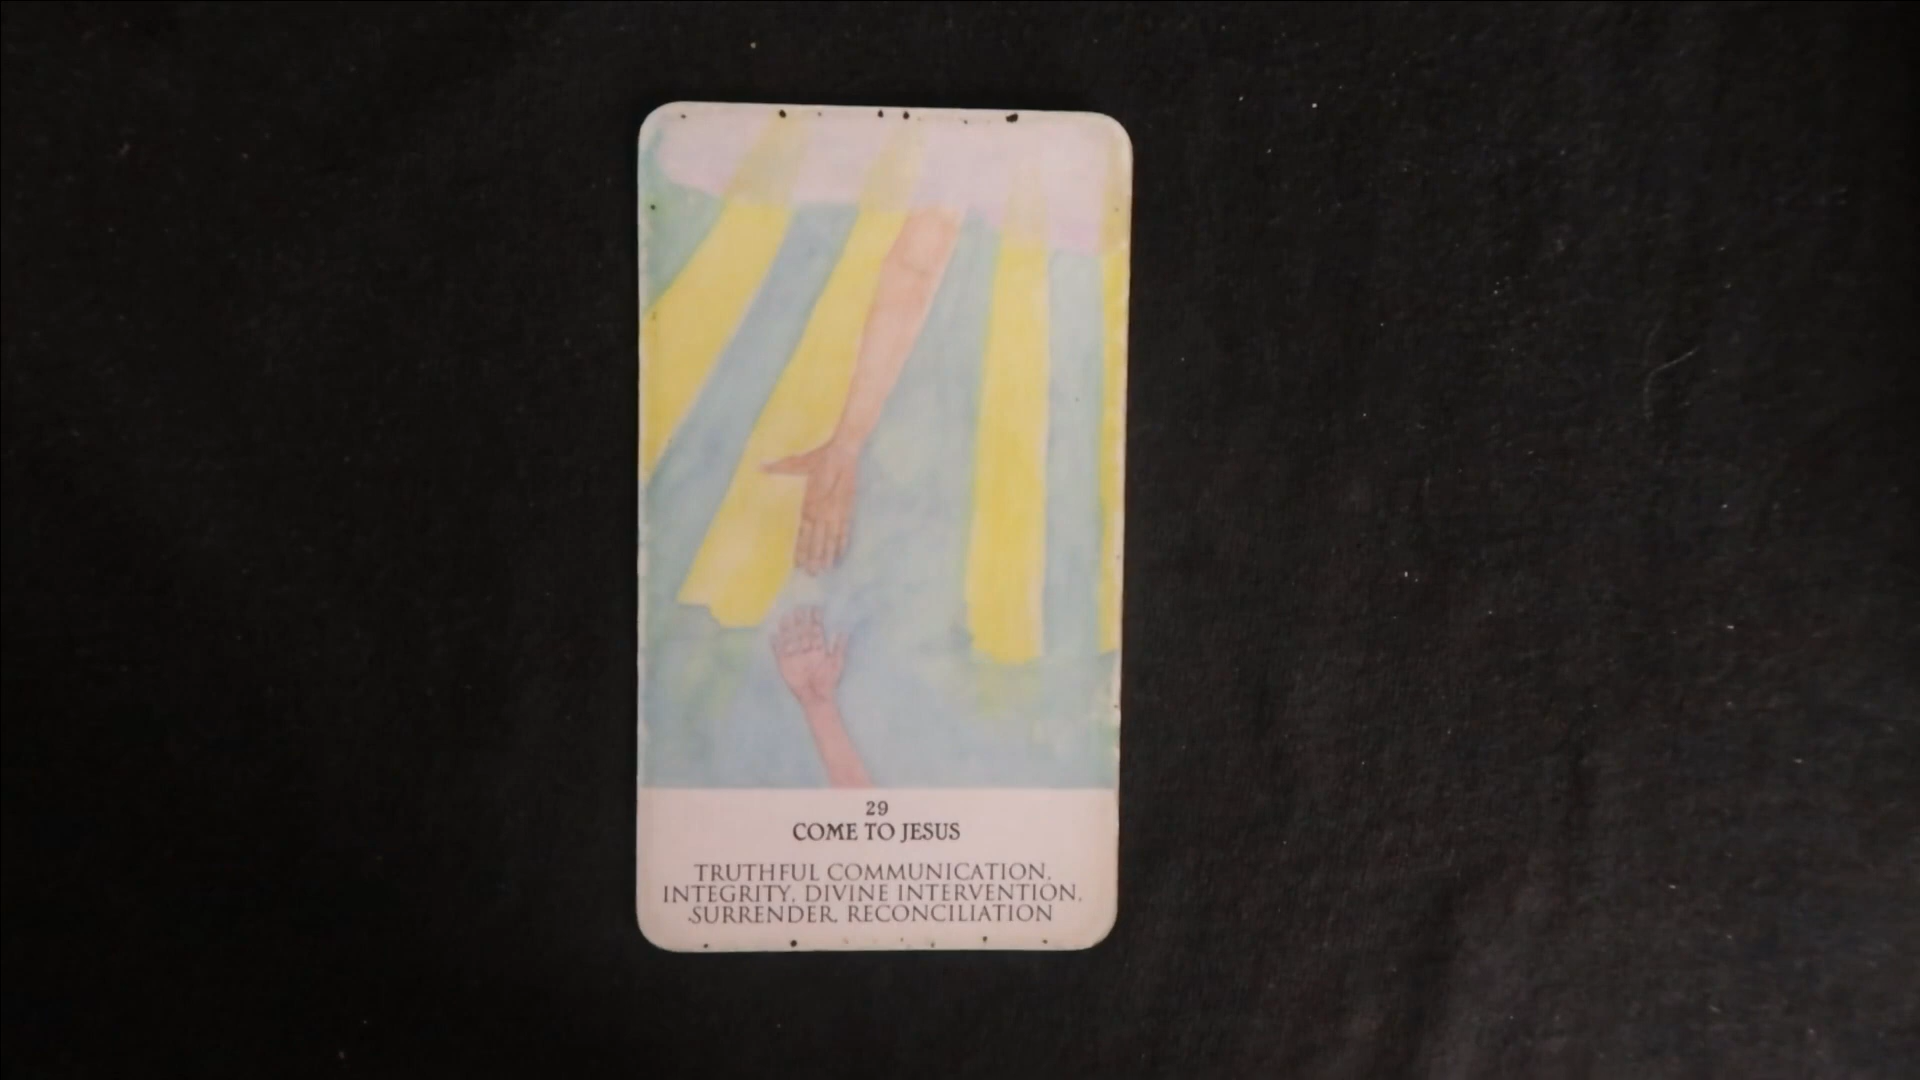 29
COME TO JESUS
TRUTHFUL COMMUNICATION,
INTEGRITY, DIVINE INTERVENTION,
SURRENDER, RECONCILIATION